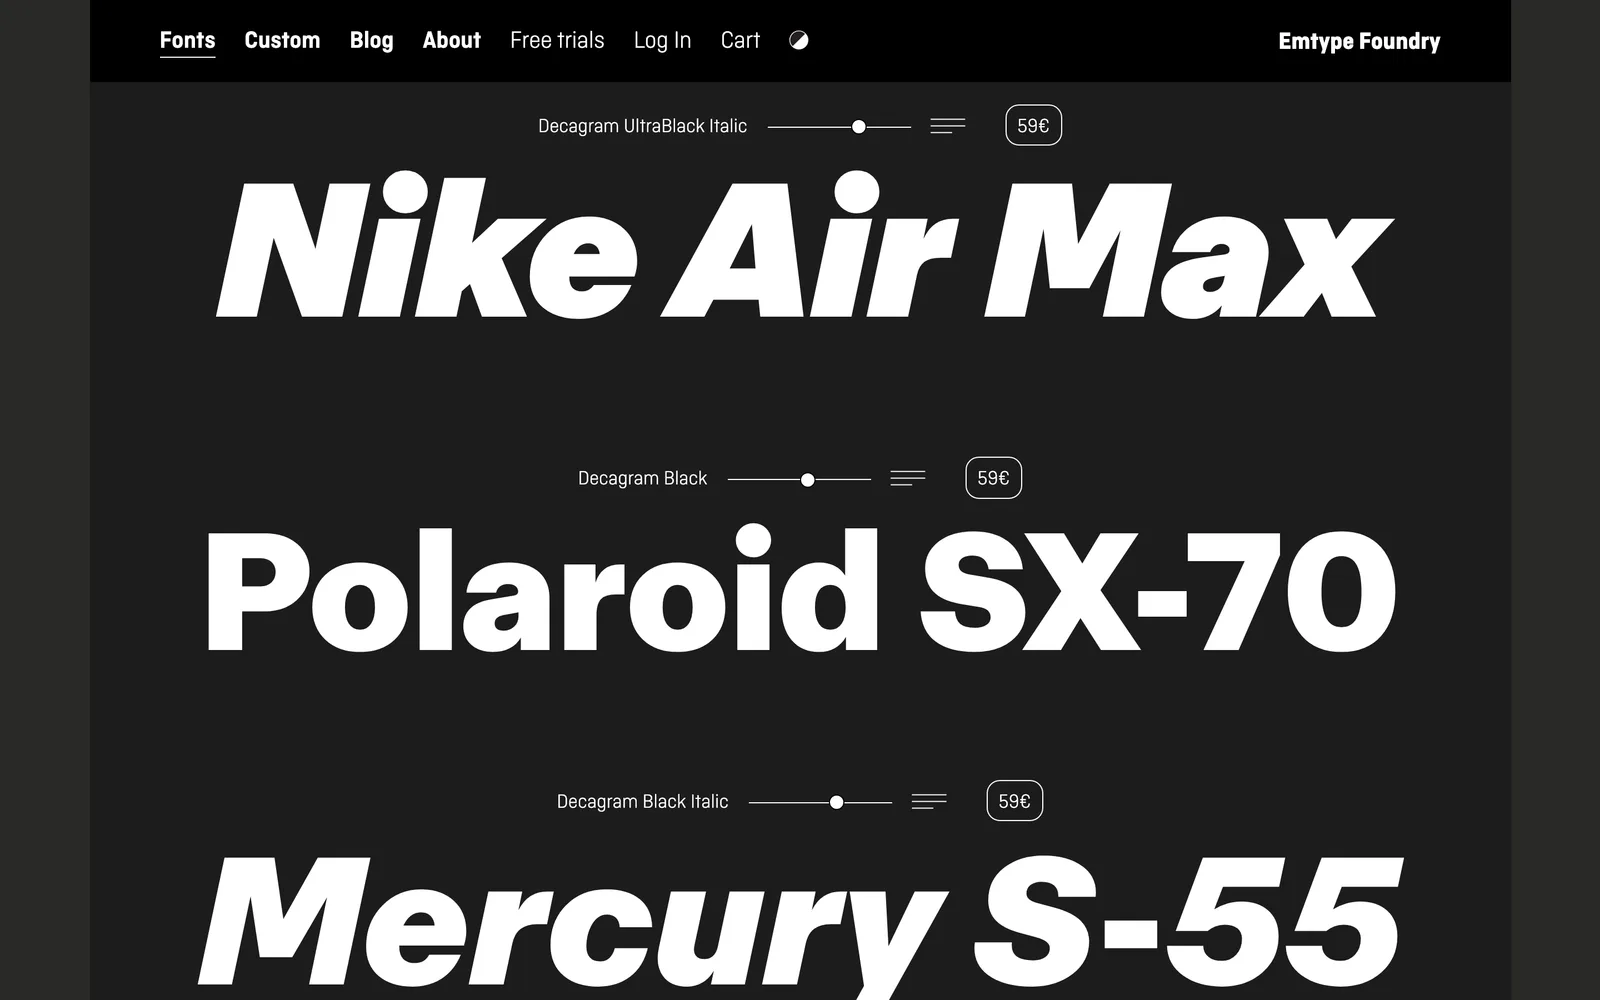 Fonts Custom Blog About Free trials Log In Cart Emtype Foundry
Decagram UltraBlack Italic 59€
Nike Air Max
Decagram Black 59€
Polaroid SX-70
Decagram Black Italic 59€
Mercury S-55